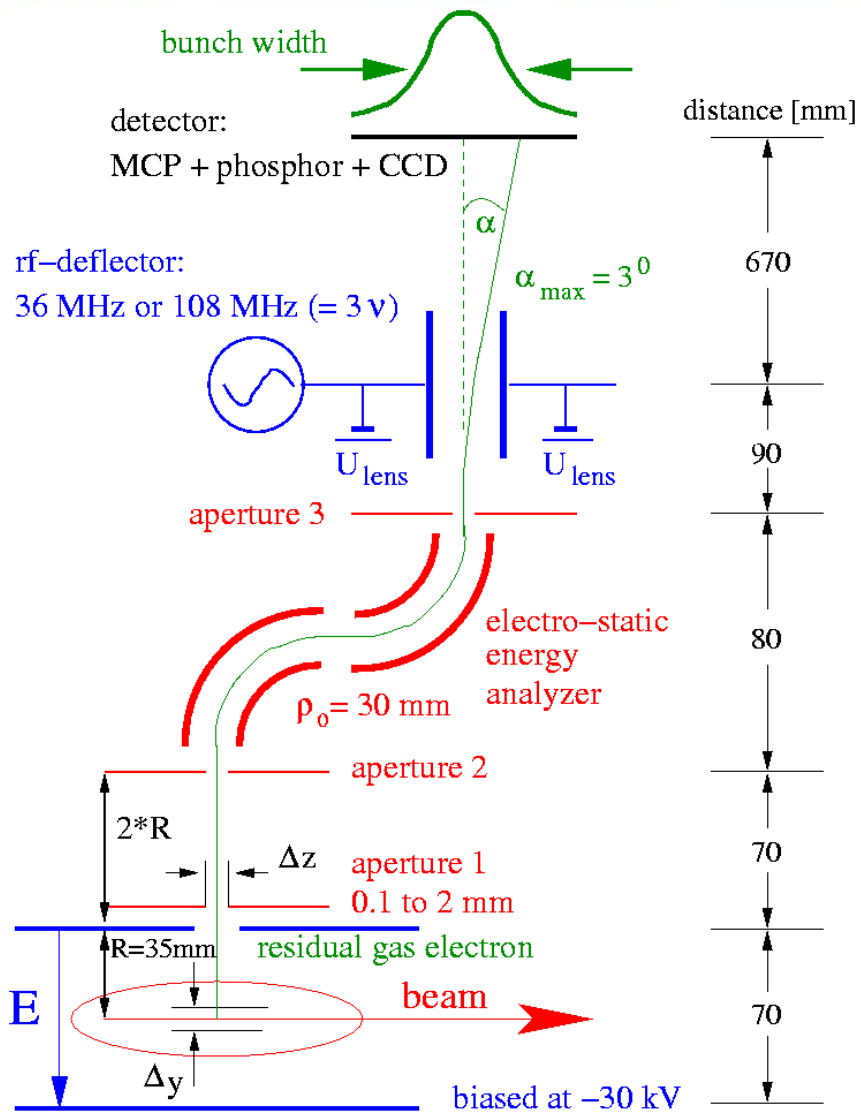 bunch width
distance [mm]
detector:
MCP + phosphor + CCD
α
rf−deflector:
36 MHz or 108 MHz (= 3 ν)
α max = 3⁰
670
U lens
U lens
90
aperture 3
electro−static
energy
analyzer
80
ρ₀= 30 mm
aperture 2
2*R
Δz
aperture 1
0.1 to 2 mm
70
R=35mm
residual gas electron
E
beam
70
Δy
biased at −30 kV